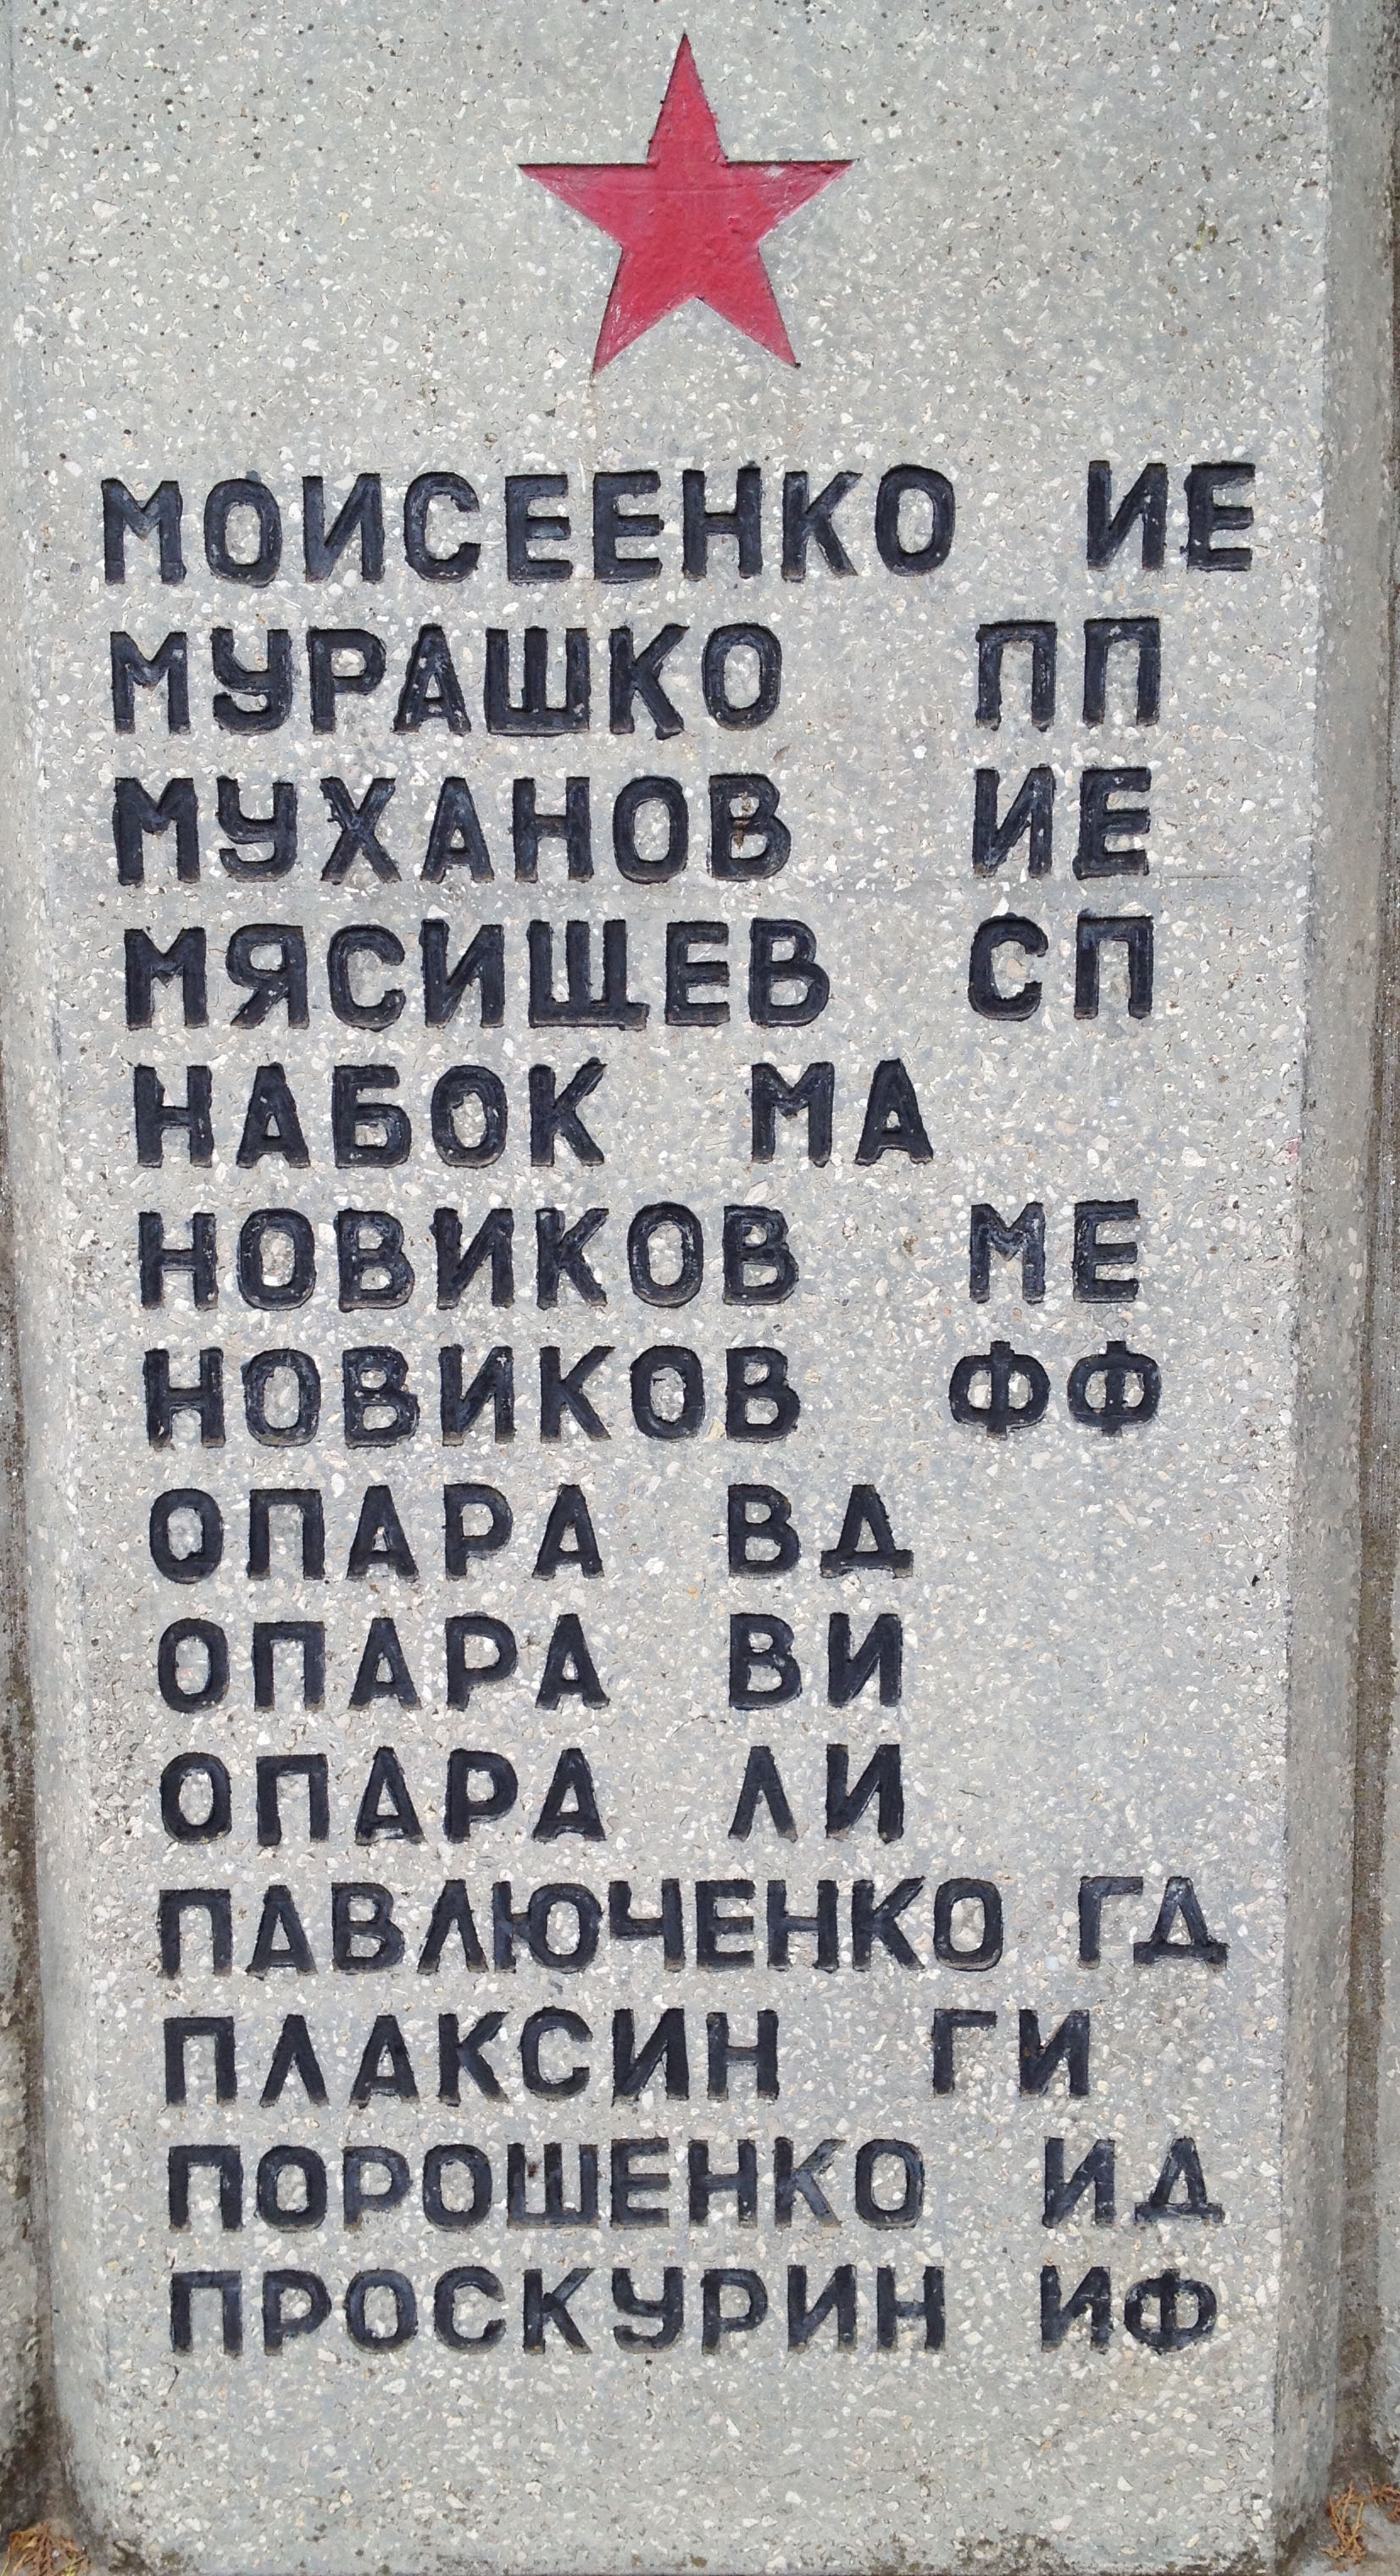 МОИСЕЕНКО ИЕ
МУРАШКО ПП
МУХАНОВ ИЕ
МЯСИЩЕВ СП
НАБОК МА
НОВИКОВ МЕ
НОВИКОВ ФФ
ОПАРА ВД
ОПАРА ВИ
ОПАРА ЛИ
ПАВЛЮЧЕНКО ГД
ПЛАКСИН ГИ
ПОРОШЕНКО ИД
ПРОСКУРИН ИФ